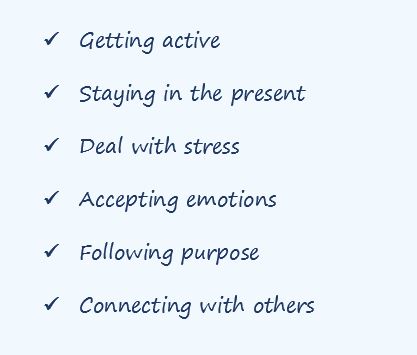 ✓ Getting active
✓ Staying in the present
✓ Deal with stress
✓ Accepting emotions
✓ Following purpose
✓ Connecting with others